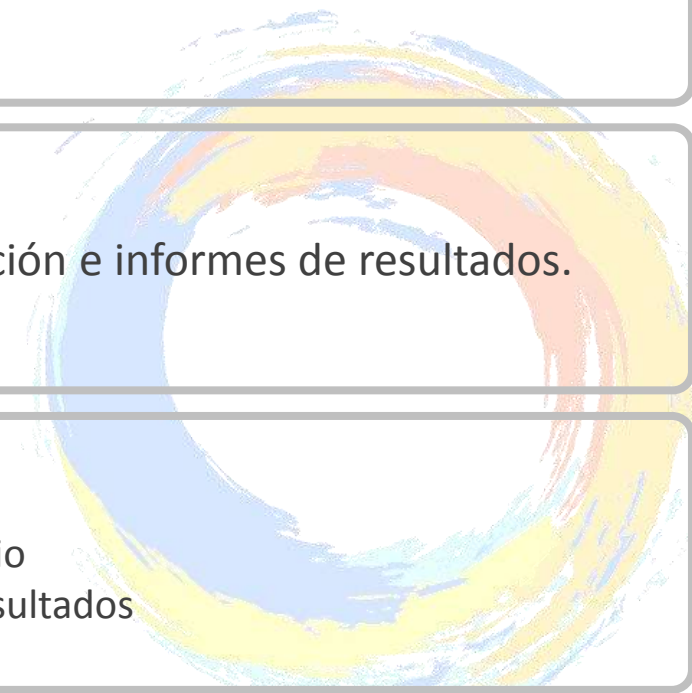 ción e informes de resultados.
io
sultados